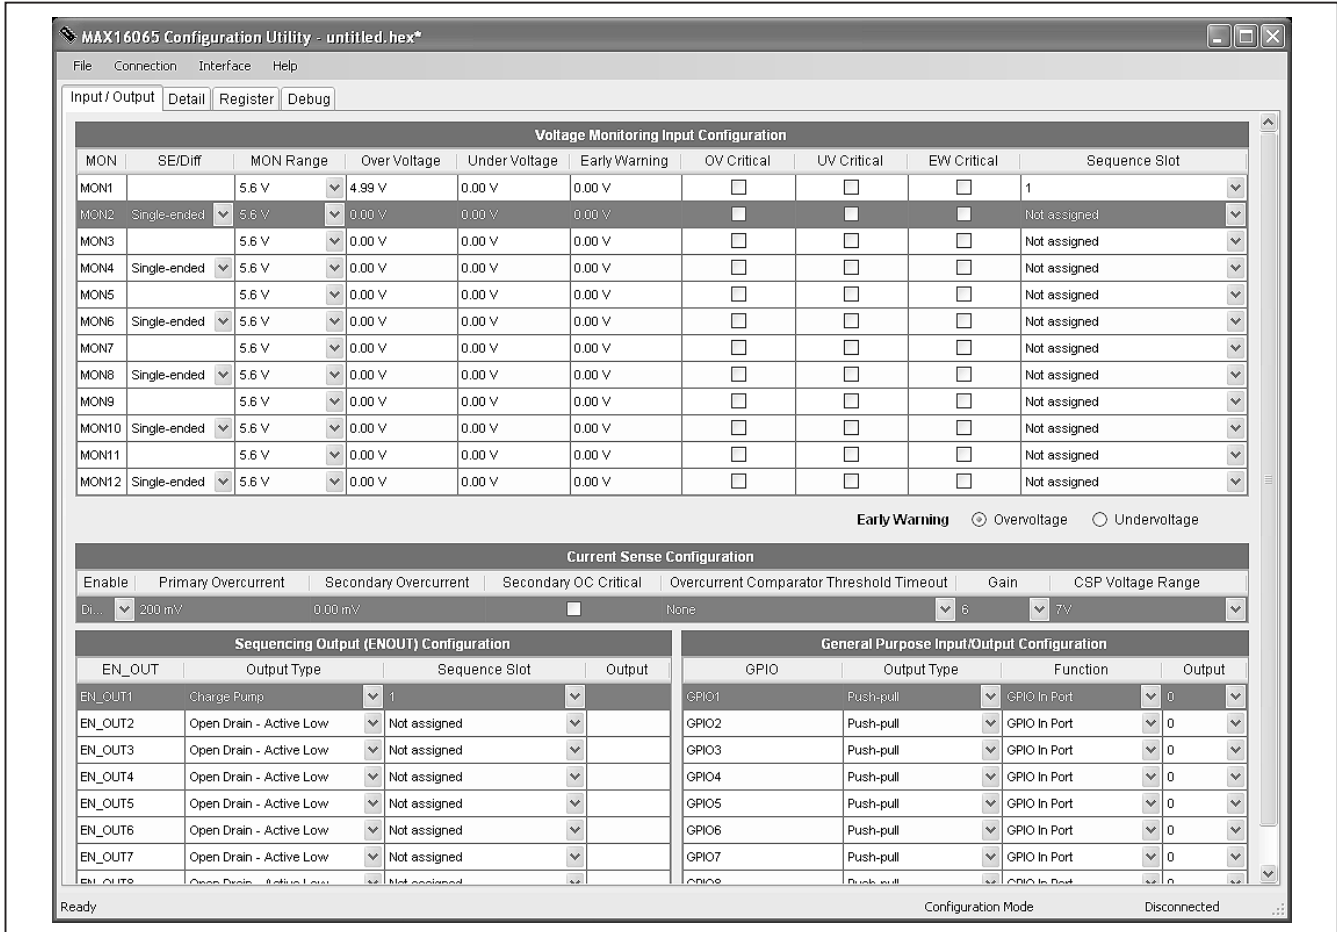 MAX16065 Configuration Utility - untitled.hex*
File Connection Interface Help
Input / Output Detail Register Debug
Voltage Monitoring Input Configuration
MON SE/Diff MON Range Over Voltage Under Voltage Early Warning OV Critical UV Critical EW Critical Sequence Slot
MON1 5.6 V 4.99 V 0.00 V 0.00 V 1
MON2 Single-ended 5.6 V 0.00 V 0.00 V 0.00 V Not assigned
MON3 5.6 V 0.00 V 0.00 V 0.00 V Not assigned
MON4 Single-ended 5.6 V 0.00 V 0.00 V 0.00 V Not assigned
MON5 5.6 V 0.00 V 0.00 V 0.00 V Not assigned
MON6 Single-ended 5.6 V 0.00 V 0.00 V 0.00 V Not assigned
MON7 5.6 V 0.00 V 0.00 V 0.00 V Not assigned
MON8 Single-ended 5.6 V 0.00 V 0.00 V 0.00 V Not assigned
MON9 5.6 V 0.00 V 0.00 V 0.00 V Not assigned
MON10 Single-ended 5.6 V 0.00 V 0.00 V 0.00 V Not assigned
MON11 5.6 V 0.00 V 0.00 V 0.00 V Not assigned
MON12 Single-ended 5.6 V 0.00 V 0.00 V 0.00 V Not assigned
Early Warning Overvoltage Undervoltage
Current Sense Configuration
Enable Primary Overcurrent Secondary Overcurrent Secondary OC Critical Overcurrent Comparator Threshold Timeout Gain CSP Voltage Range
Di... 200 mV 0.00 mV None 6 7V
Sequencing Output (ENOUT) Configuration General Purpose Input/Output Configuration
EN_OUT Output Type Sequence Slot Output GPIO Output Type Function Output
EN_OUT1 Charge Pump 1 GPIO1 Push-pull GPIO In Port 0
EN_OUT2 Open Drain - Active Low Not assigned GPIO2 Push-pull GPIO In Port 0
EN_OUT3 Open Drain - Active Low Not assigned GPIO3 Push-pull GPIO In Port 0
EN_OUT4 Open Drain - Active Low Not assigned GPIO4 Push-pull GPIO In Port 0
EN_OUT5 Open Drain - Active Low Not assigned GPIO5 Push-pull GPIO In Port 0
EN_OUT6 Open Drain - Active Low Not assigned GPIO6 Push-pull GPIO In Port 0
EN_OUT7 Open Drain - Active Low Not assigned GPIO7 Push-pull GPIO In Port 0
EN_OUT8 Open Drain - Active Low Not assigned GPIO8 Push-pull GPIO In Port 0
Ready Configuration Mode Disconnected